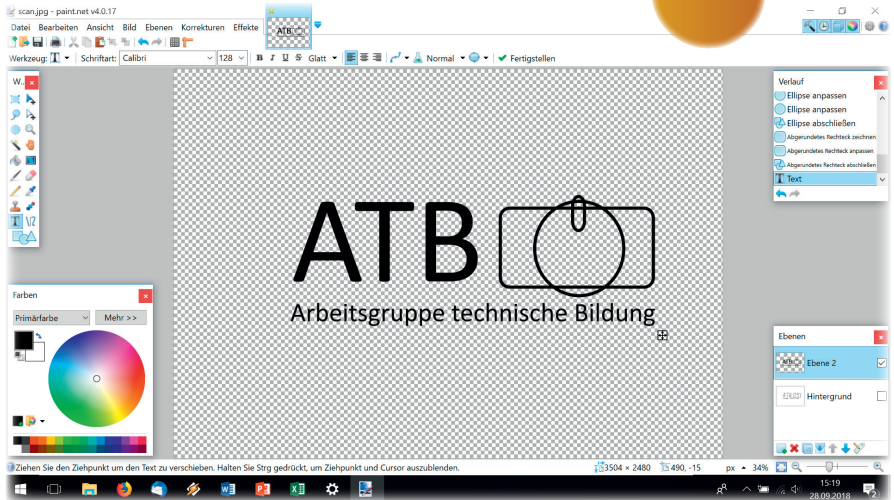 scan.jpg - paint.net v4.0.17
Datei Bearbeiten Ansicht Bild Ebenen Korrekturen Effekte
Werkzeug: Schriftart: Calibri 128 B I U S Glatt Normal Fertigstellen
W...
Verlauf
Ellipse anpassen
Ellipse anpassen
Ellipse abschließen
Abgerundetes Rechteck zeichnen
Abgerundetes Rechteck anpassen
Abgerundetes Rechteck abschließen
Text
ATB
Arbeitsgruppe technische Bildung
Farben
Primärfarbe Mehr >>
Ebenen
Ebene 2
Hintergrund
Ziehen Sie den Ziehpunkt um den Text zu verschieben. Halten Sie Strg gedrückt, um Ziehpunkt und Cursor auszublenden. 3504 × 2480 490, -15 px 34%
15:19
28.09.2018